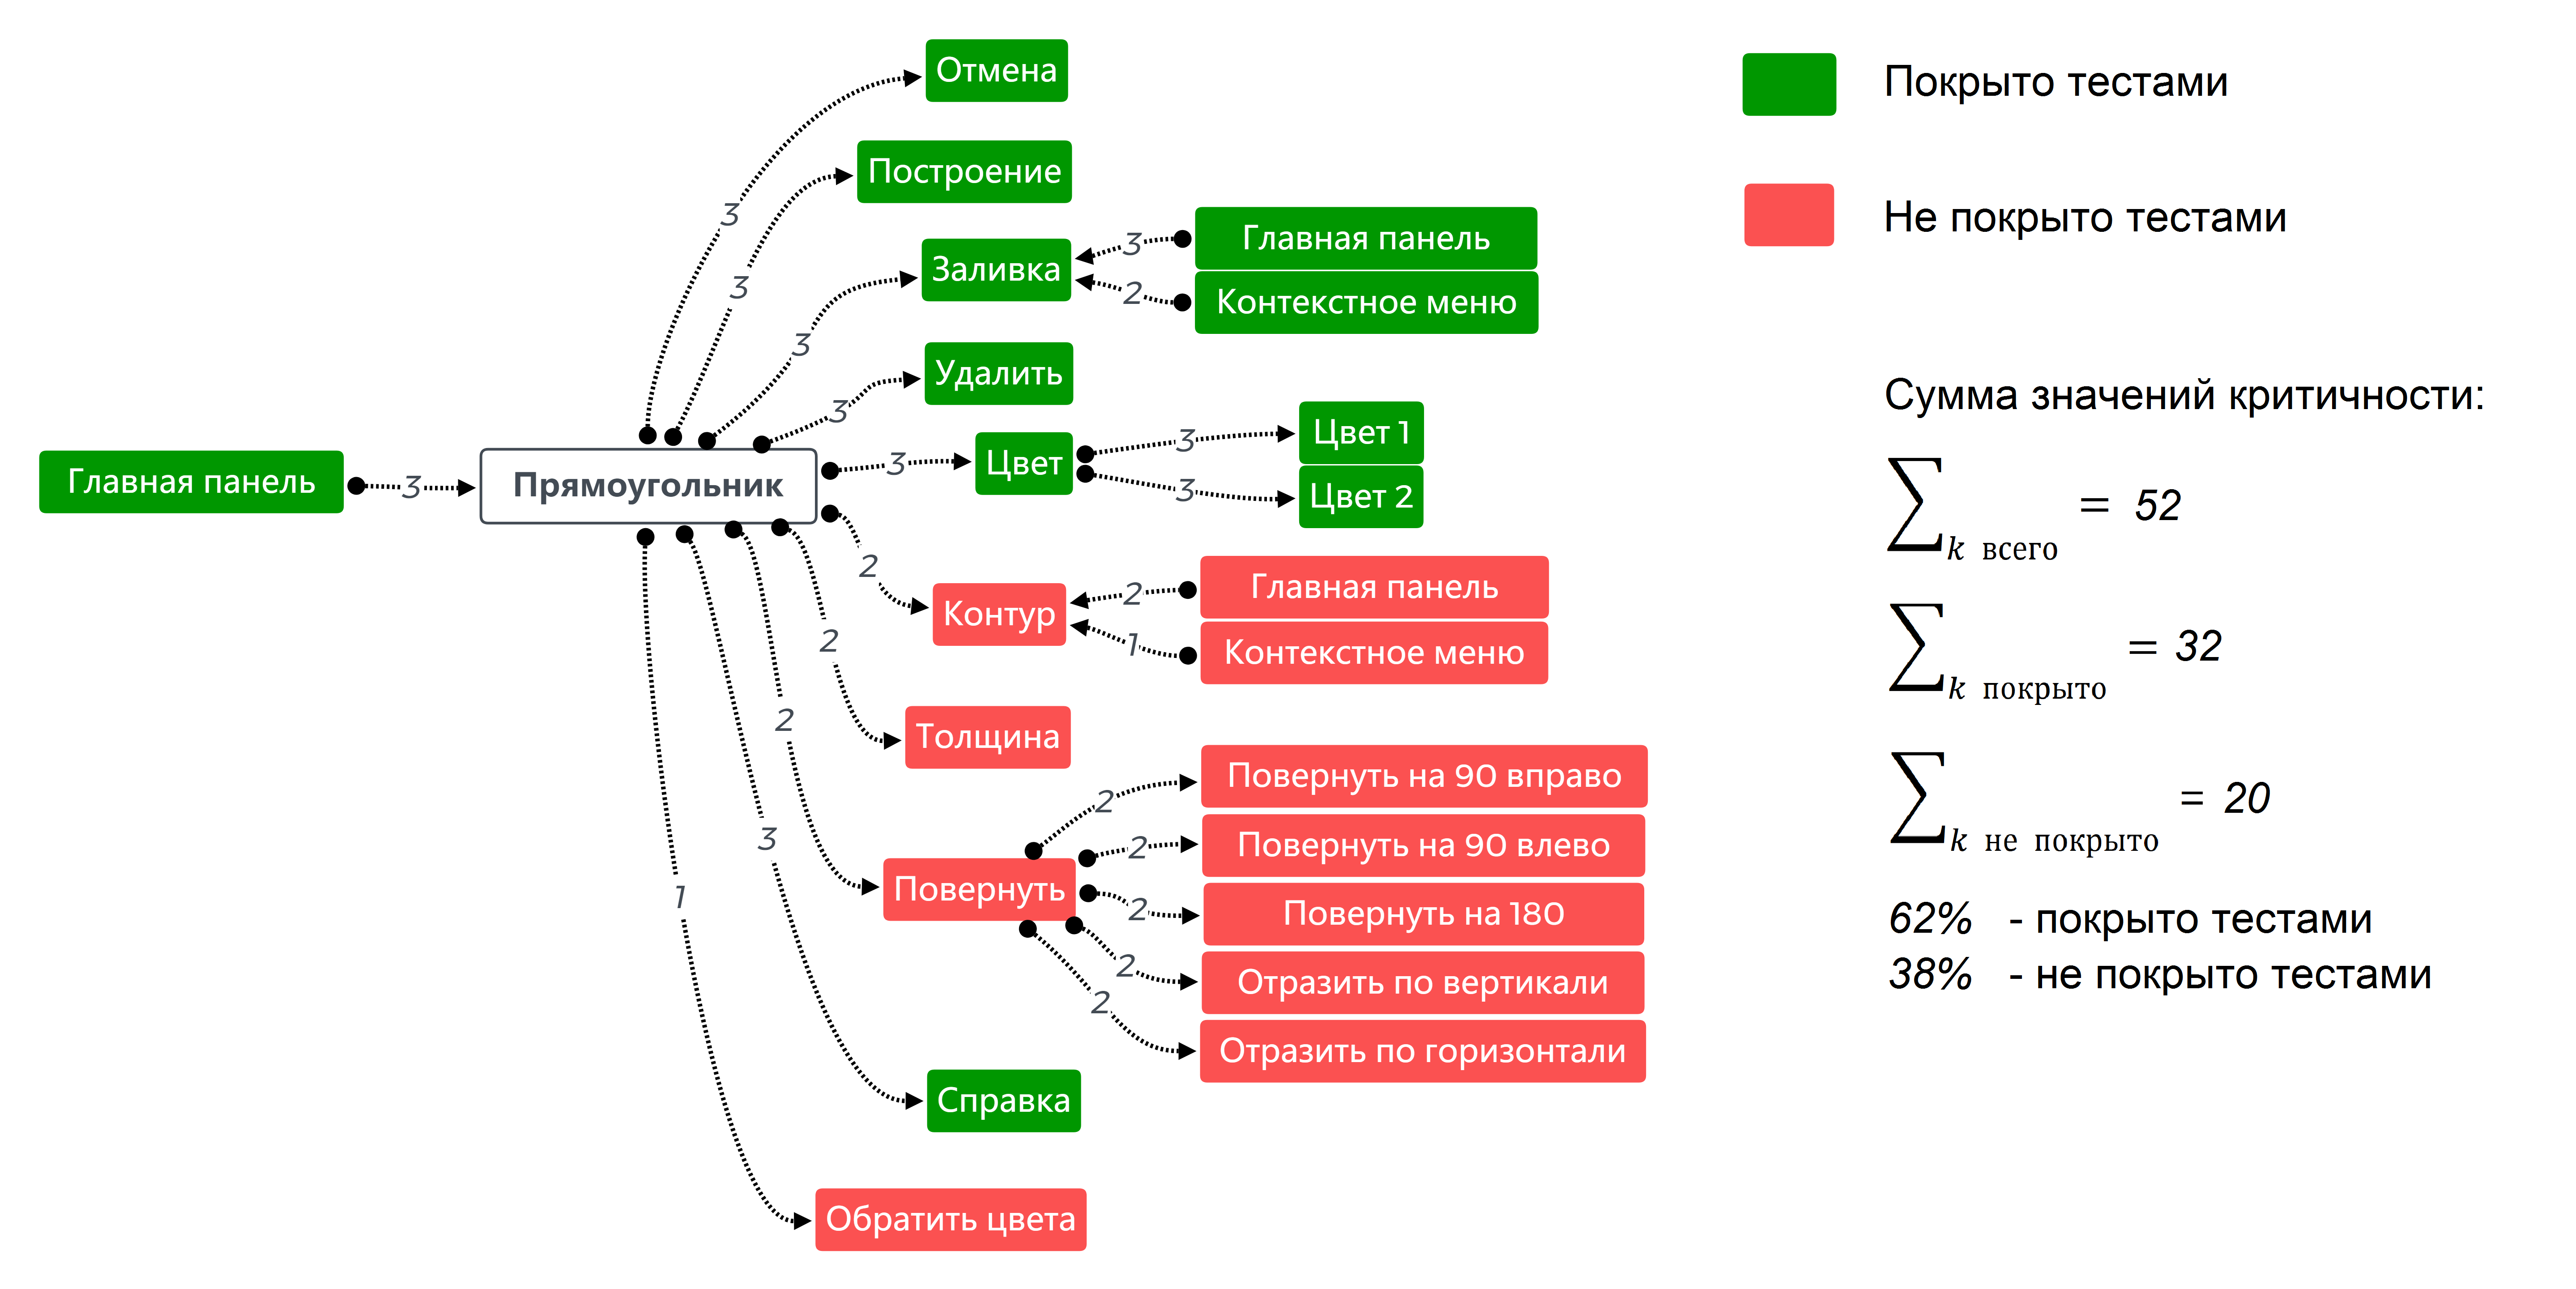 Отмена
3
Построение
3
Заливка
3
Главная панель
3
Контекстное меню
2
Удалить
3
Цвет
3
Цвет 1
3
Цвет 2
3
Главная панель
3
Прямоугольник
Контур
2
Главная панель
2
Контекстное меню
1
Толщина
2
Повернуть
2
Повернуть на 90 вправо
2
Повернуть на 90 влево
2
Повернуть на 180
2
Отразить по вертикали
2
Отразить по горизонтали
2
Справка
3
Обратить цвета
1
Покрыто тестами
Не покрыто тестами
Сумма значений критичности:
∑k всего = 52
∑k покрыто = 32
∑k не покрыто = 20
62% - покрыто тестами
38% - не покрыто тестами